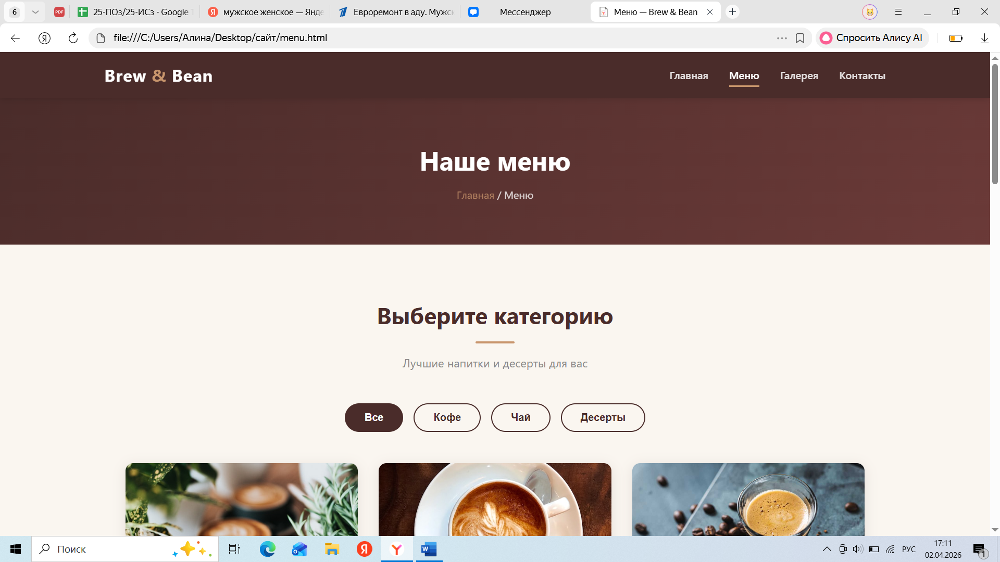 6
PDF
25-ПОз/25-ИСз - Google Т
Я
мужское женское — Янде
Евроремонт в аду. Мужск
Мессенджер
Меню — Brew & Bean
Я
file:///C:/Users/Алина/Desktop/сайт/menu.html
Спросить Алису AI
Brew & Bean
Главная
Меню
Галерея
Контакты
Наше меню
Главная / Меню
Выберите категорию
Лучшие напитки и десерты для вас
Все
Кофе
Чай
Десерты
Поиск
РУС
17:11
02.04.2026
1